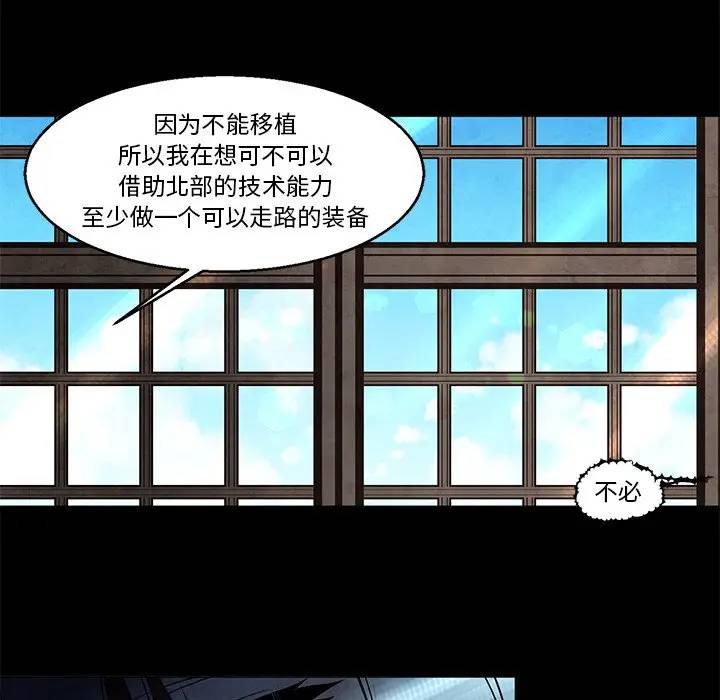 因为不能移植
所以我在想可不可以
借助北部的技术能力
至少做一个可以走路的装备
不必